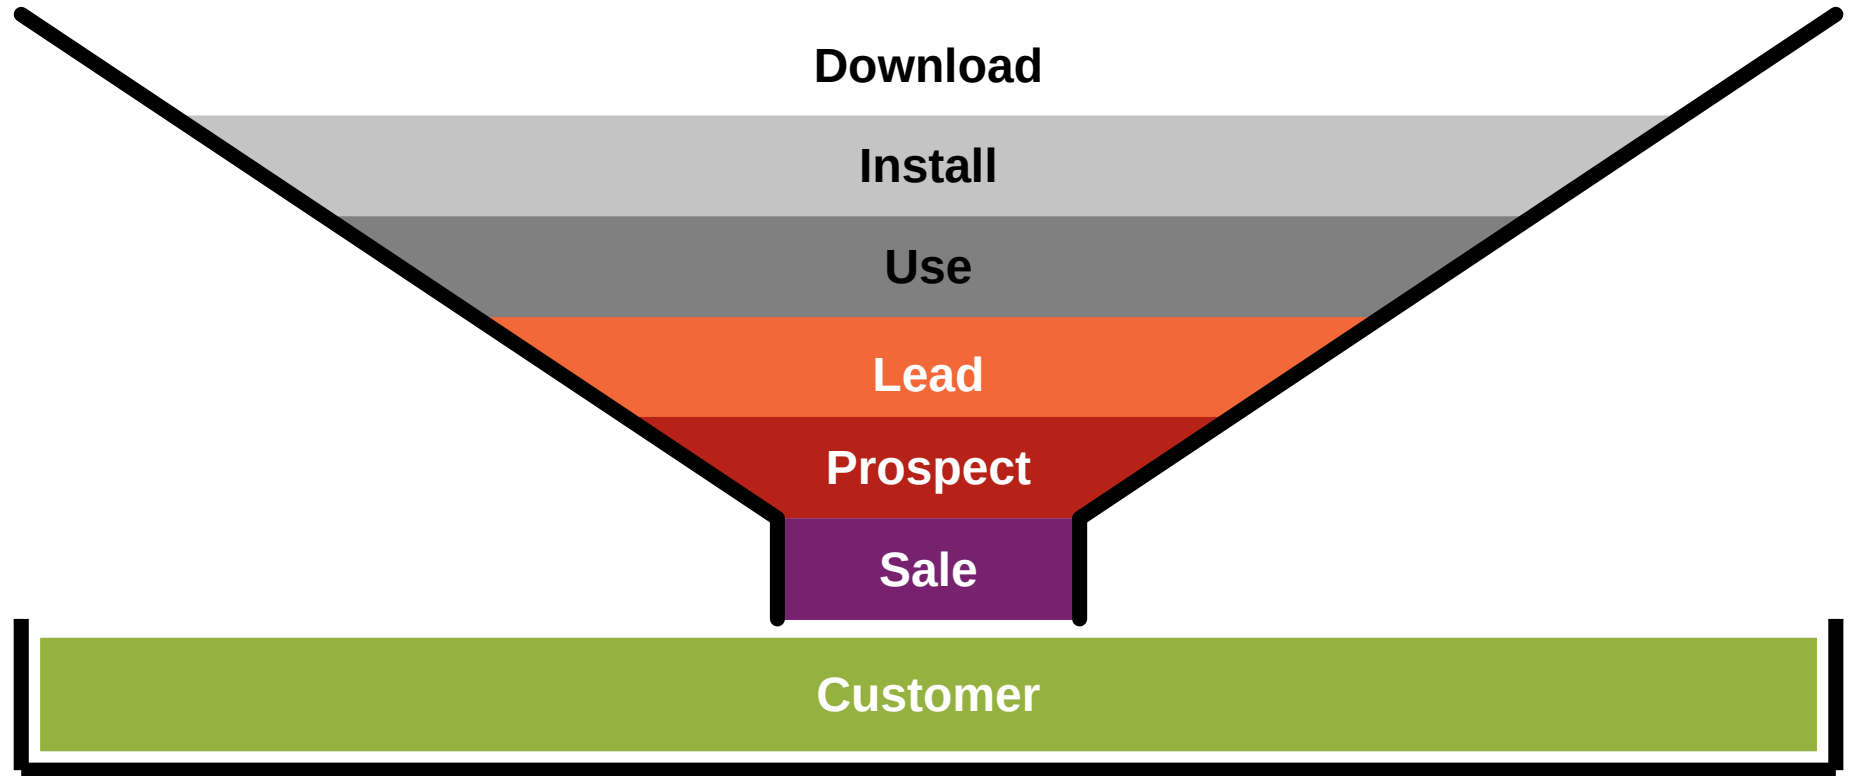 Download
Install
Use
Lead
Prospect
Sale
Customer